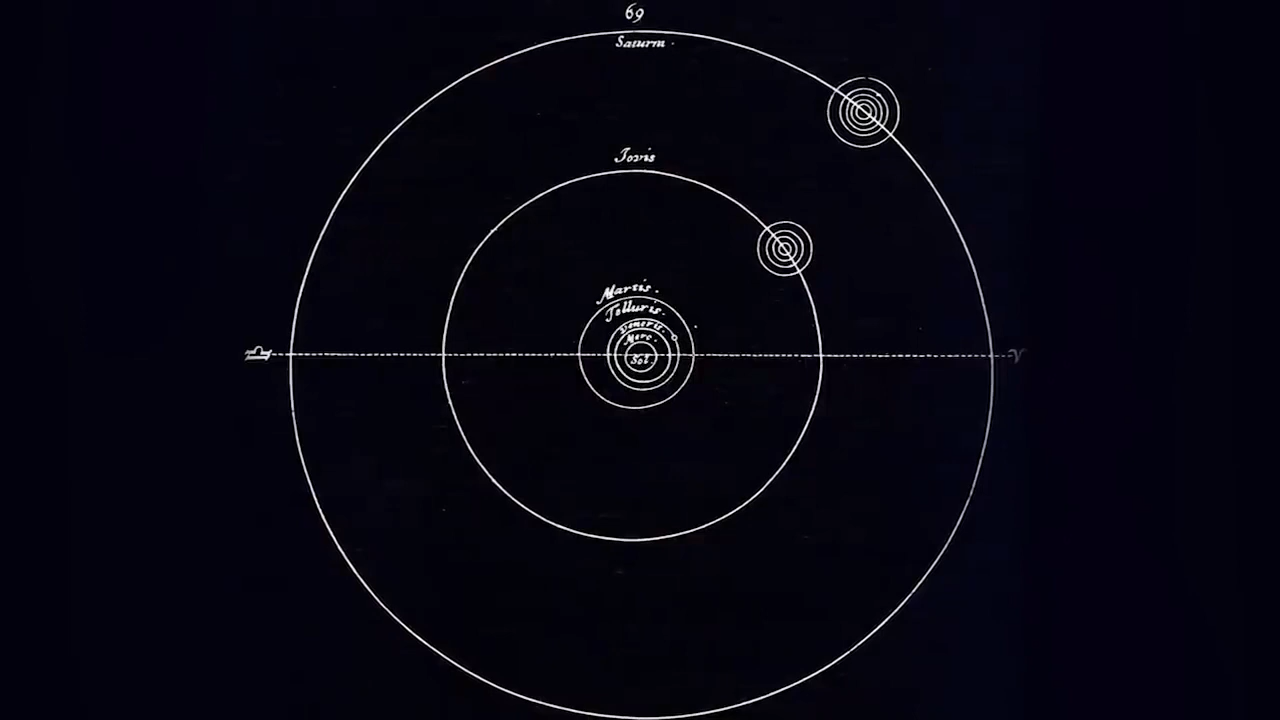 69
Saturni.
Jovis
Martis.
Telluris.
Veneris.
Merc.
Sol.
♎ ♈